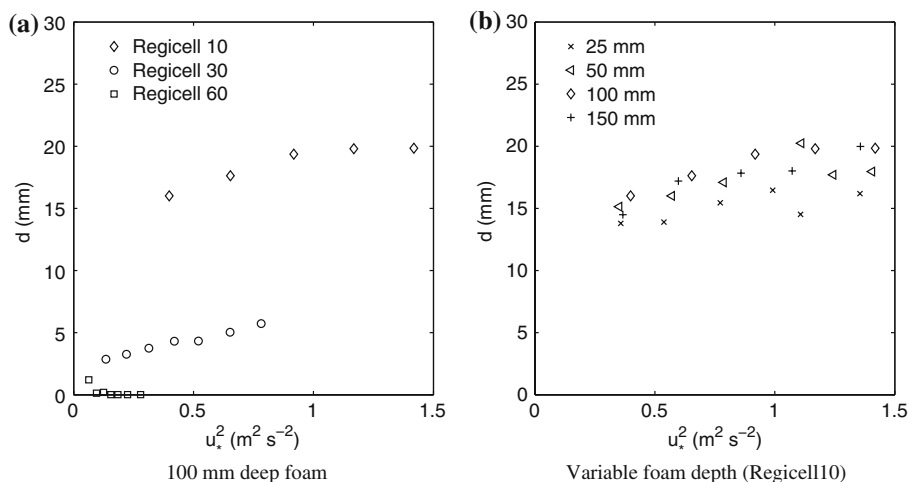 (a)
30
25
20
15
10
5
0
d (mm)
Regicell 10
Regicell 30
Regicell 60
0 0.5 1 1.5
u*² (m² s⁻²)
100 mm deep foam
(b)
30
25
20
15
10
5
0
d (mm)
25 mm
50 mm
100 mm
150 mm
0 0.5 1 1.5
u*² (m² s⁻²)
Variable foam depth (Regicell10)